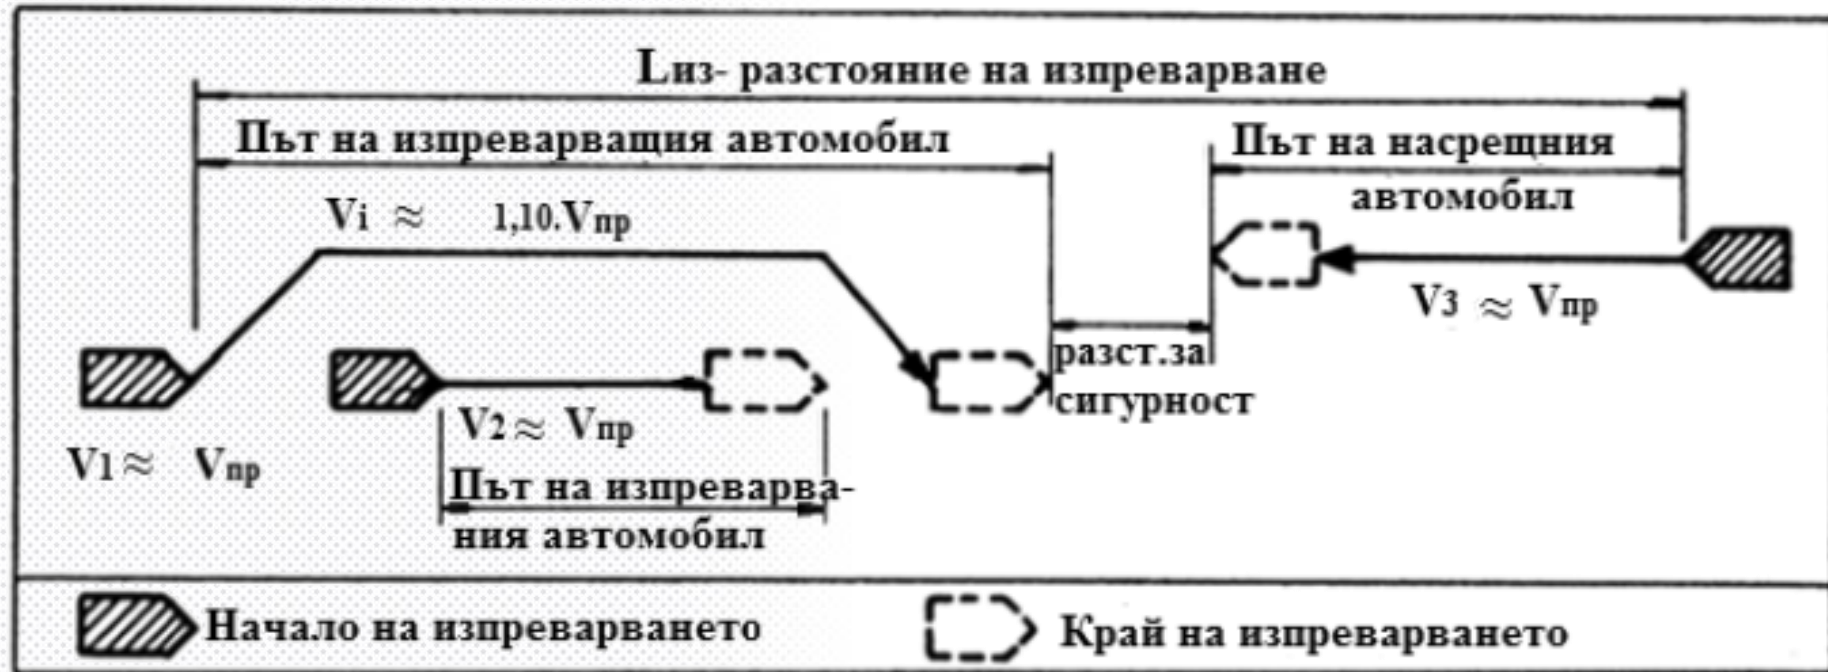 Lиз- разстояние на изпреварване
Път на изпреварващия автомобил
Път на насрещния
автомобил
Vi ≈ 1,10.Vпр
V3 ≈ Vпр
разст.за
сигурност
V2 ≈ Vпр
V1 ≈ Vпр
Път на изпреварва-
ния автомобил
Начало на изпреварването
Край на изпреварването